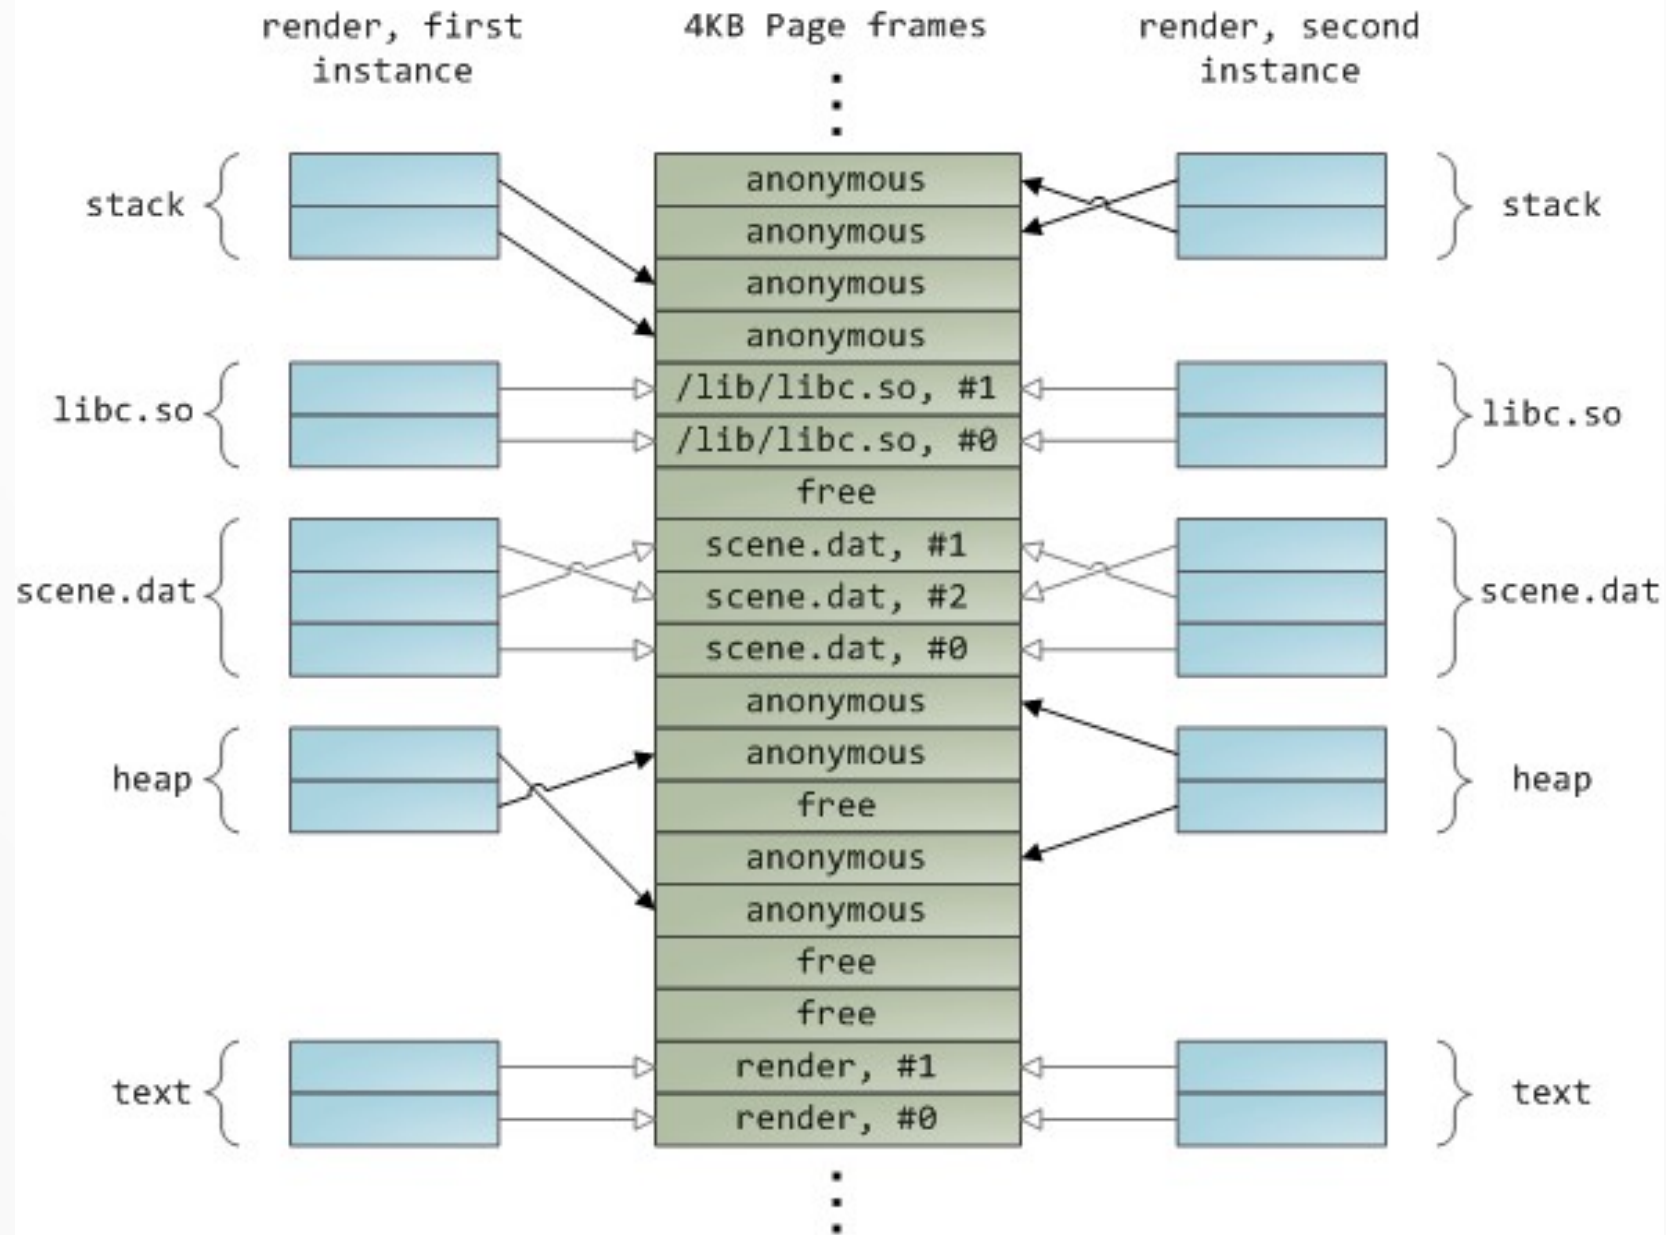 render, first
instance
4KB Page frames
render, second
instance
stack
libc.so
scene.dat
heap
text
anonymous
anonymous
anonymous
anonymous
/lib/libc.so, #1
/lib/libc.so, #0
free
scene.dat, #1
scene.dat, #2
scene.dat, #0
anonymous
anonymous
free
anonymous
anonymous
free
free
render, #1
render, #0
stack
libc.so
scene.dat
heap
text